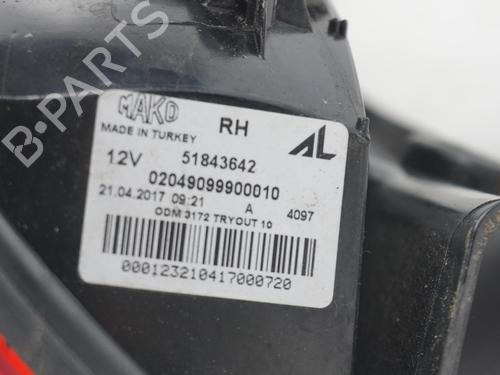 B-PARTS
MAKO
RH
MADE IN TURKEY
AL
12V 51843642
02049099900010
21.04.2017 09:21 A 4097
ODM 3172 TRYOUT 10
000123210417000720